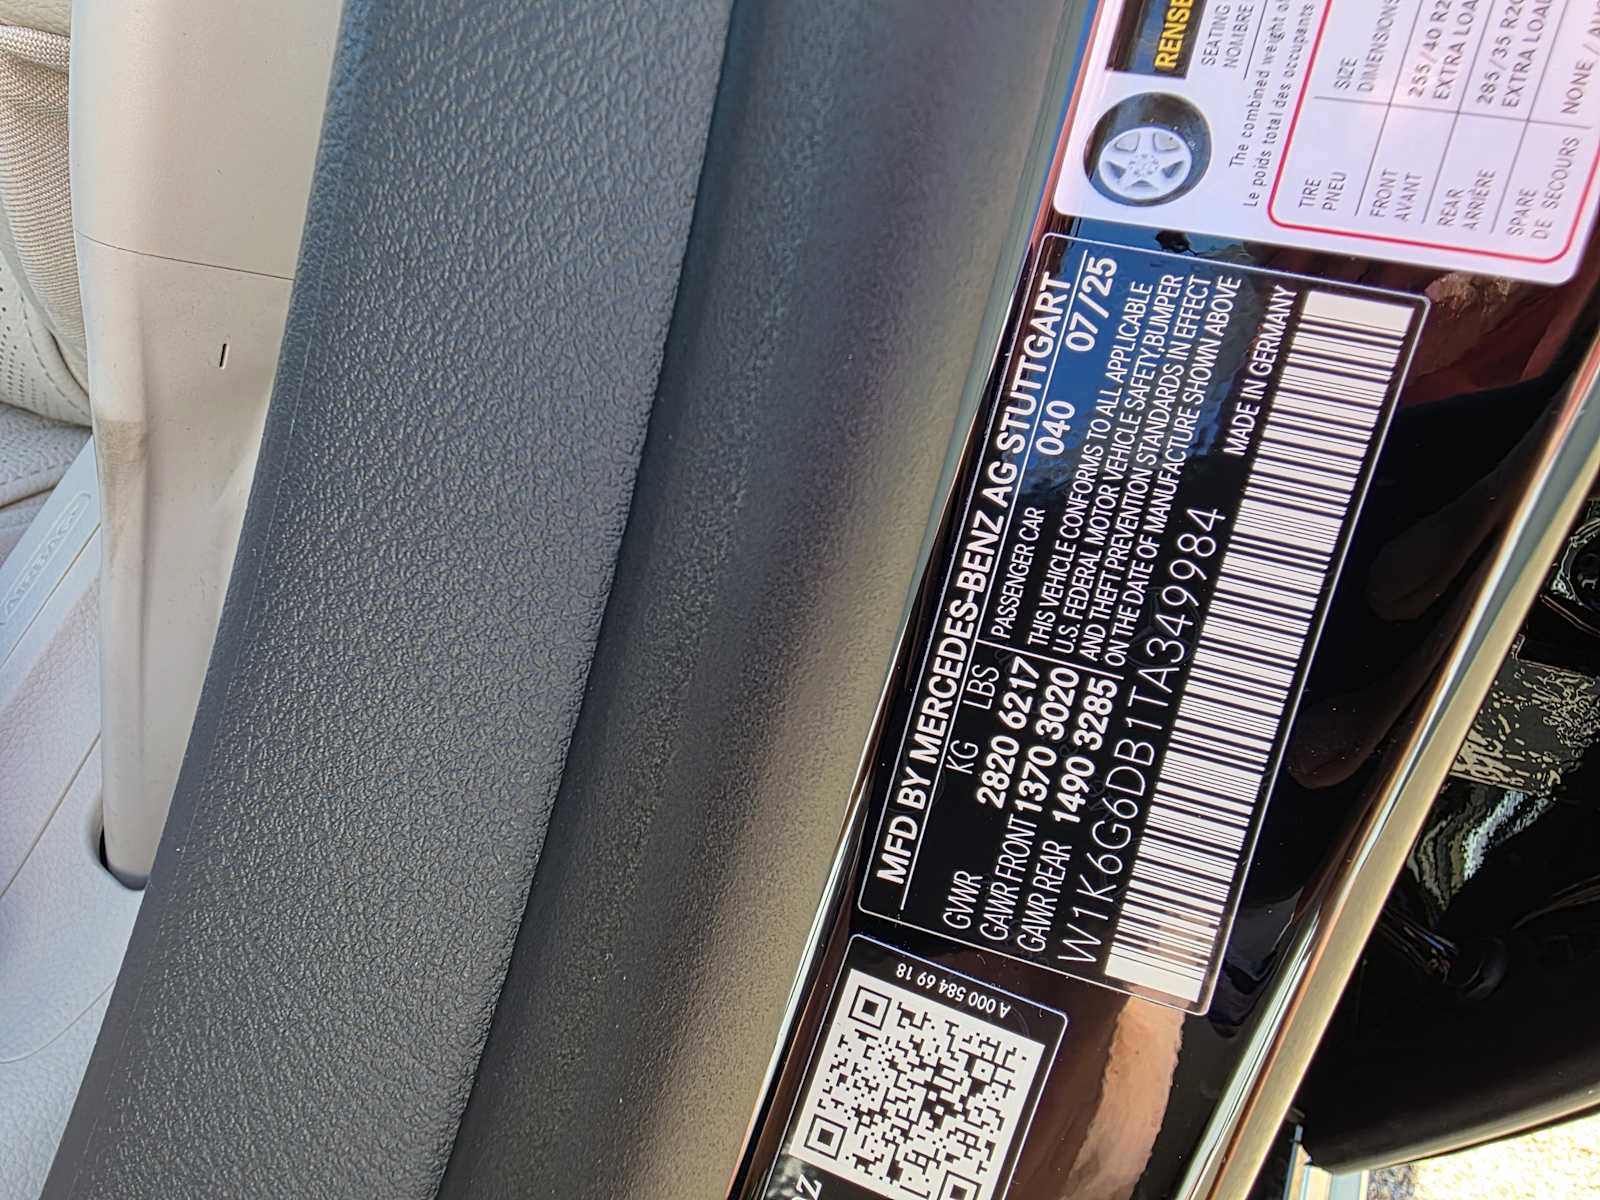 AIRBAG
RENSE
SEATING
NOMBRE
The combined weight of
Le poids total des occupants
TIRE SIZE
PNEU DIMENSIONS
FRONT 255/40 R2
AVANT EXTRA LOA
REAR 285/35 R20
ARRIÈRE EXTRA LOAD
SPARE NONE / AU
DE SECOURS
MFD BY MERCEDES-BENZ AG STUTTGART
KG LBS PASSENGER CAR 040 07/25
GVWR 2820 6217
GAWR FRONT 1370 3020
GAWR REAR 1490 3285
THIS VEHICLE CONFORMS TO ALL APPLICABLE
U.S. FEDERAL MOTOR VEHICLE SAFETY,BUMPER
AND THEFT PREVENTION STANDARDS IN EFFECT
ON THE DATE OF MANUFACTURE SHOWN ABOVE
W1K6G6DB1TA349984 MADE IN GERMANY
A 000 584 69 18